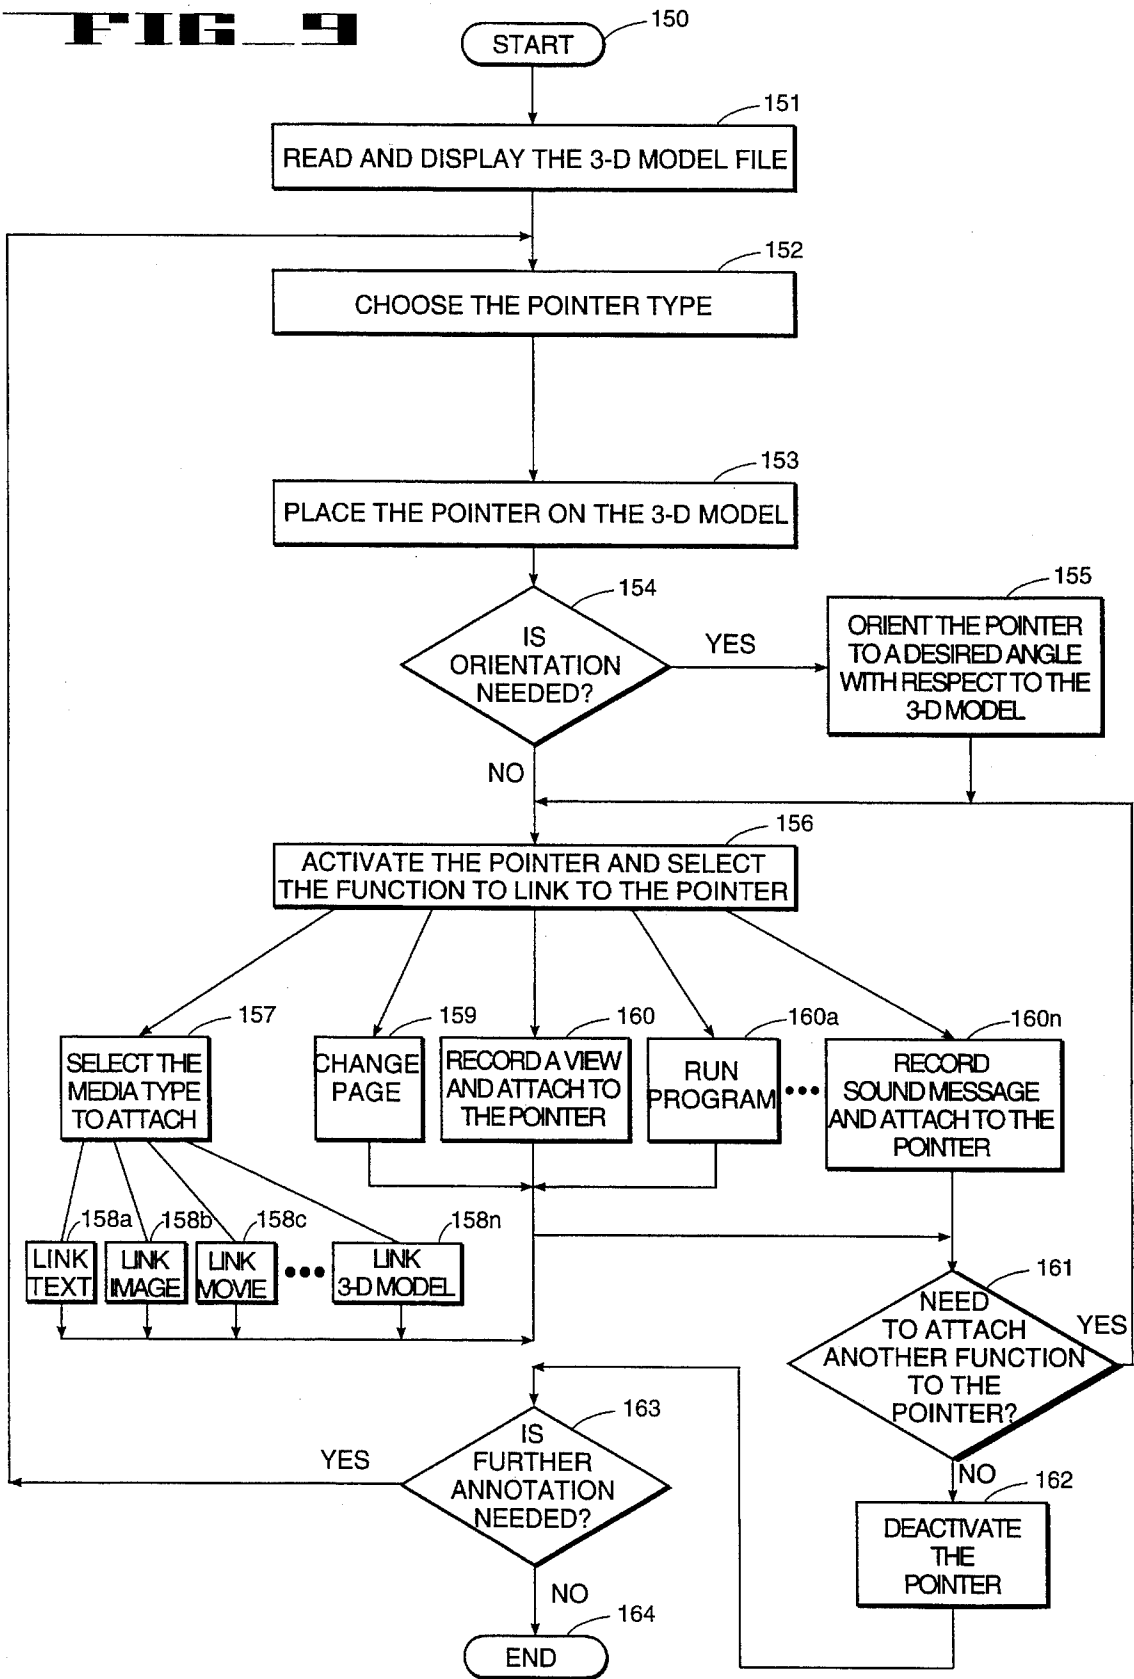 FIG_9
START
150
151
READ AND DISPLAY THE 3-D MODEL FILE
152
CHOOSE THE POINTER TYPE
153
PLACE THE POINTER ON THE 3-D MODEL
154
IS
ORIENTATION
NEEDED?
YES
155
ORIENT THE POINTER
TO A DESIRED ANGLE
WITH RESPECT TO THE
3-D MODEL
NO
156
ACTIVATE THE POINTER AND SELECT
THE FUNCTION TO LINK TO THE POINTER
157
SELECT THE
MEDIA TYPE
TO ATTACH
159
CHANGE
PAGE
160
RECORD A VIEW
AND ATTACH TO
THE POINTER
160a
RUN
PROGRAM
•••
160n
RECORD
SOUND MESSAGE
AND ATTACH TO THE
POINTER
158a
LINK
TEXT
158b
LINK
IMAGE
158c
LINK
MOVIE
•••
158n
LINK
3-D MODEL
161
NEED
TO ATTACH
ANOTHER FUNCTION
TO THE
POINTER?
YES
NO
162
DEACTIVATE
THE
POINTER
163
IS
FURTHER
ANNOTATION
NEEDED?
YES
NO
164
END